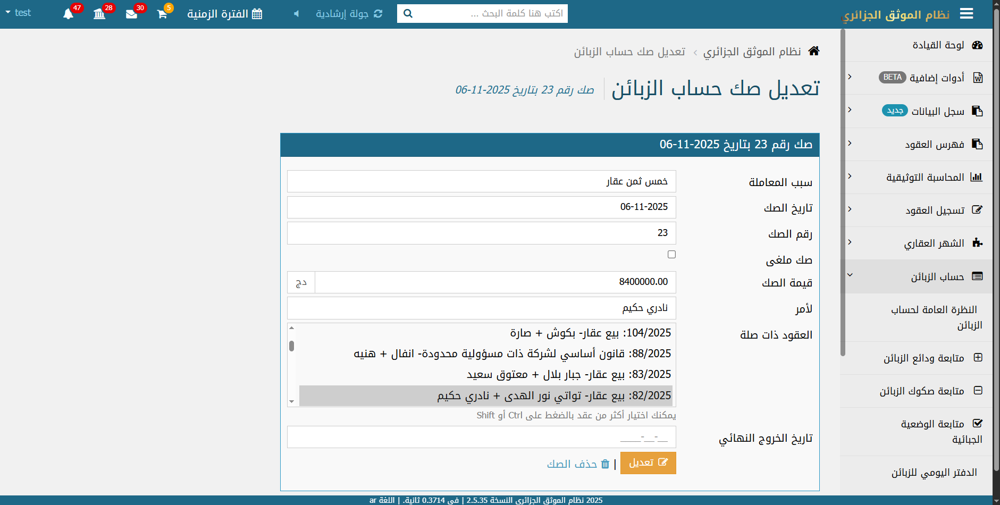 نظام الموثق الجزائري
اكتب هنا كلمة البحث ...
جولة إرشادية
الفترة الزمنية
5
30
28
47
test
لوحة القيادة
أدوات إضافية BETA
سجل البيانات جديد
فهرس العقود
المحاسبة التوثيقية
تسجيل العقود
الشهر العقاري
حساب الزبائن
النظرة العامة لحساب
الزبائن
متابعة ودائع الزبائن
متابعة صكوك الزبائن
متابعة الوضعية
الجبائية
الدفتر اليومي للزبائن
نظام الموثق الجزائري › تعديل صك حساب الزبائن
تعديل صك حساب الزبائن صك رقم 23 بتاريخ 2025-11-06
صك رقم 23 بتاريخ 2025-11-06
سبب المعاملة
خمس ثمن عقار
تاريخ الصك
06-11-2025
رقم الصك
23
صك ملغى
قيمة الصك
8400000.00
دج
لأمر
نادري حكيم
العقود ذات صلة
104/2025: بيع عقار- بكوش + صارة
88/2025: قانون أساسي لشركة ذات مسؤولية محدودة- انفال + هنيه
83/2025: بيع عقار- جبار بلال + معتوق سعيد
82/2025: بيع عقار- تواتي نور الهدى + نادري حكيم
يمكنك اختيار أكثر من عقد بالضغط على Ctrl أو Shift
تاريخ الخروج النهائي
__-__-____
تعديل | حذف الصك
2025 نظام الموثق الجزائري النسخة 2.5.35 | في 0.3714 ثانية. | اللغة ar